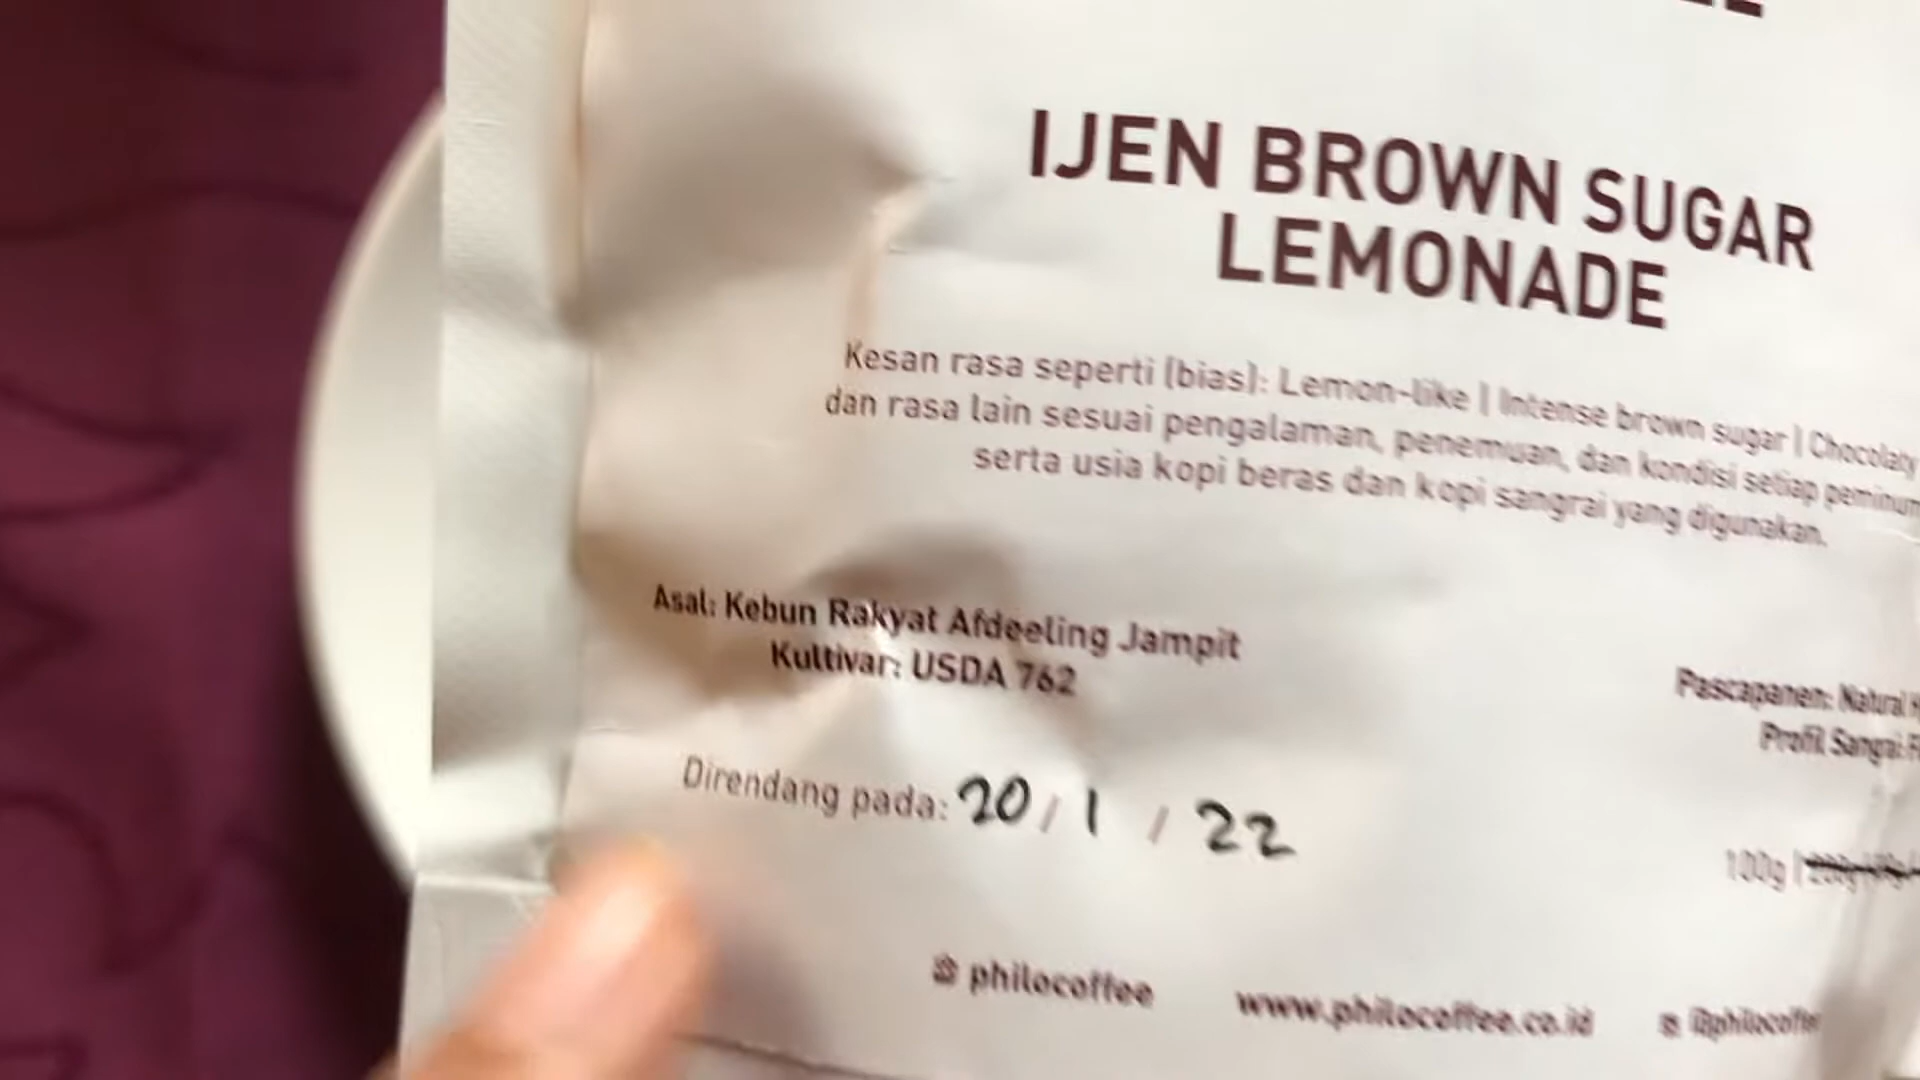 IJEN BROWN SUGAR
LEMONADE
Kesan rasa seperti (bias): Lemon-like | Intense brown sugar | Chocolaty
dan rasa lain sesuai pengalaman, penemuan, dan kondisi setiap peminum
serta usia kopi beras dan kopi sangrai yang digunakan.
Asal: Kebun Rakyat Afdeeling Jampit
Kultivar: USDA 762
Pascapanen: Natural
Profil Sangai:
Direndang pada: 20 / 1 / 22
100g |
philocoffee
www.philocoffee.co.id